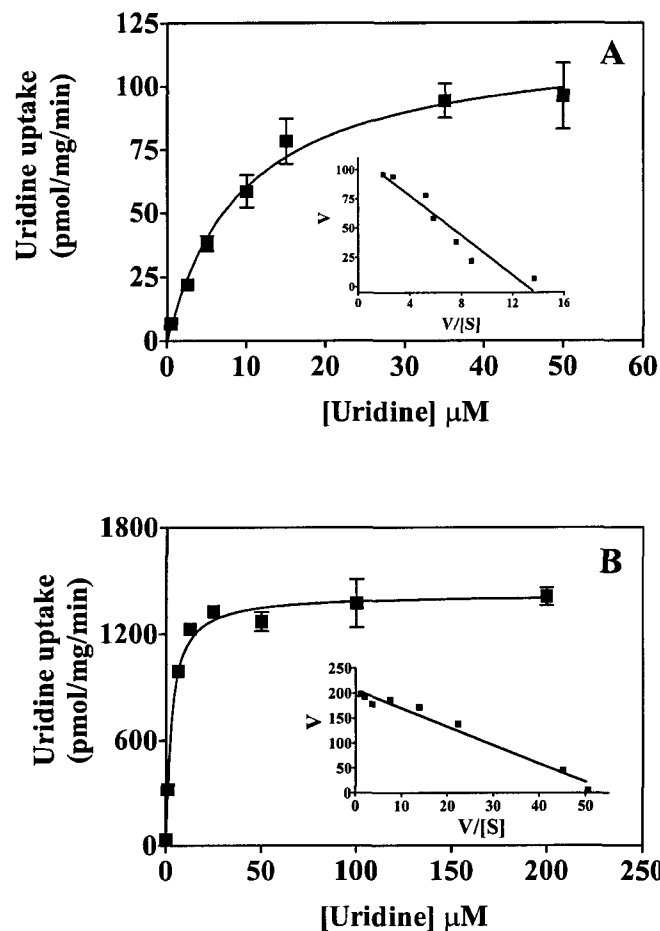 A
Uridine uptake
(pmol/mg/min)
125
100
75
50
25
0
V
100
75
50
25
0
0 4 8 12 16
V/[S]
0 10 20 30 40 50 60
[Uridine] μM
B
Uridine uptake
(pmol/mg/min)
1800
1200
600
0
V
250
200
150
100
50
0
0 10 20 30 40 50
V/[S]
0 50 100 150 200 250
[Uridine] μM